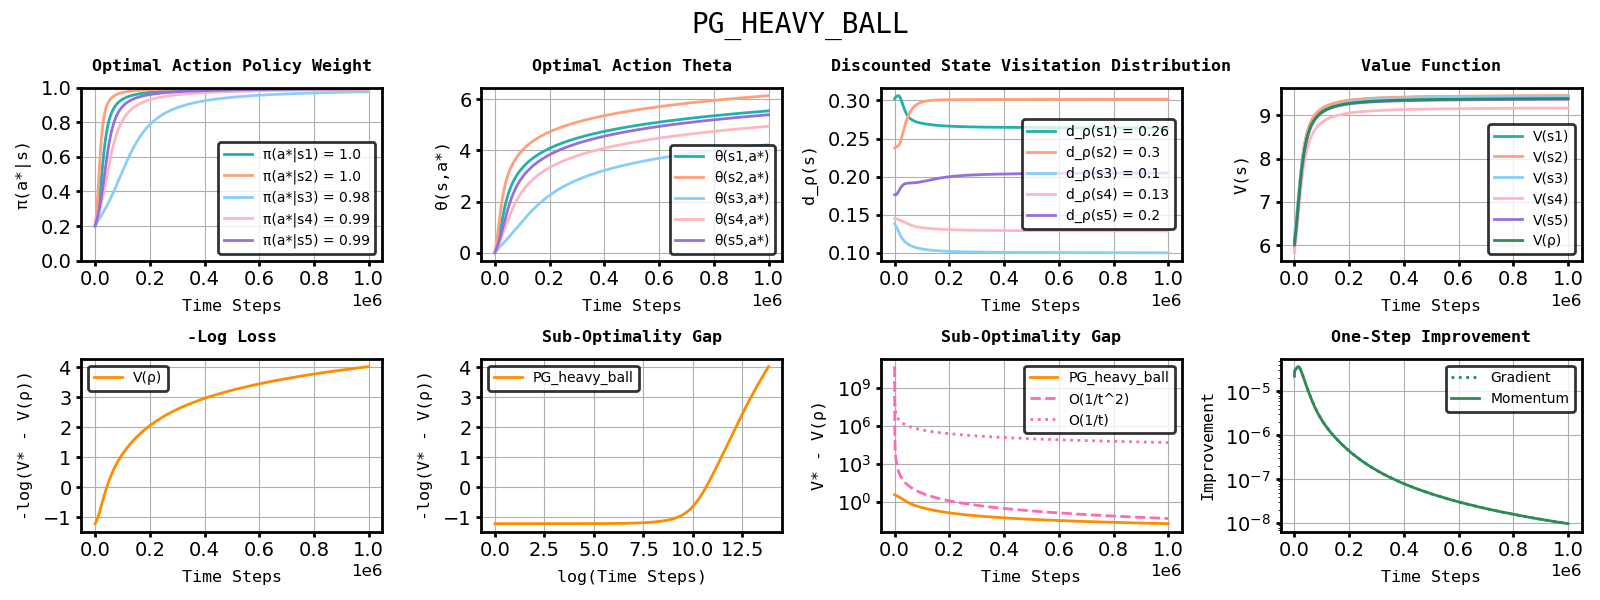 PG_HEAVY_BALL
Optimal Action Policy Weight
π(a*|s)
1.0
0.8
0.6
0.4
0.2
0.0
π(a*|s1) = 1.0
π(a*|s2) = 1.0
π(a*|s3) = 0.98
π(a*|s4) = 0.99
π(a*|s5) = 0.99
0.0 0.2 0.4 0.6 0.8 1.0
1e6
Time Steps
Optimal Action Theta
θ(s,a*)
6
4
2
0
θ(s1,a*)
θ(s2,a*)
θ(s3,a*)
θ(s4,a*)
θ(s5,a*)
0.0 0.2 0.4 0.6 0.8 1.0
1e6
Time Steps
Discounted State Visitation Distribution
d_ρ(s)
0.30
0.25
0.20
0.15
0.10
d_ρ(s1) = 0.26
d_ρ(s2) = 0.3
d_ρ(s3) = 0.1
d_ρ(s4) = 0.13
d_ρ(s5) = 0.2
0.0 0.2 0.4 0.6 0.8 1.0
1e6
Time Steps
Value Function
V(s)
9
8
7
6
V(s1)
V(s2)
V(s3)
V(s4)
V(s5)
V(ρ)
0.0 0.2 0.4 0.6 0.8 1.0
1e6
Time Steps
-Log Loss
-log(V* - V(ρ))
4
3
2
1
0
−1
V(ρ)
0.0 0.2 0.4 0.6 0.8 1.0
1e6
Time Steps
Sub-Optimality Gap
-log(V* - V(ρ))
4
3
2
1
0
−1
PG_heavy_ball
0.0 2.5 5.0 7.5 10.0 12.5
log(Time Steps)
Sub-Optimality Gap
V* - V(ρ)
10^9
10^6
10^3
10^0
PG_heavy_ball
O(1/t^2)
O(1/t)
0.0 0.2 0.4 0.6 0.8 1.0
1e6
Time Steps
One-Step Improvement
Improvement
10^−5
10^−6
10^−7
10^−8
Gradient
Momentum
0.0 0.2 0.4 0.6 0.8 1.0
1e6
Time Steps